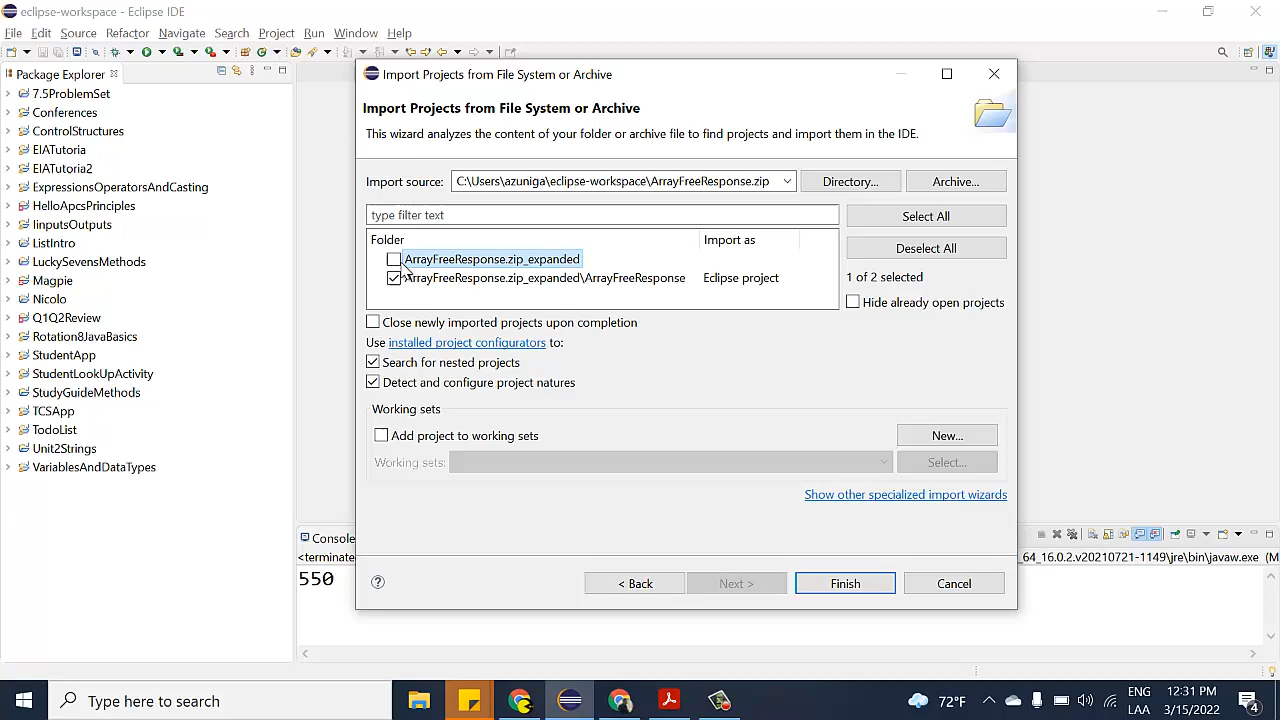 eclipse-workspace - Eclipse IDE
File Edit Source Refactor Navigate Search Project Run Window Help
Package Explorer
7.5ProblemSet
Conferences
ControlStructures
EIATutoria
EIATutoria2
ExpressionsOperatorsAndCasting
HelloApcsPrinciples
IinputsOutputs
ListIntro
LuckySevensMethods
Magpie
Nicolo
Q1Q2Review
Rotation8JavaBasics
StudentApp
StudentLookUpActivity
StudyGuideMethods
TCSApp
TodoList
Unit2Strings
VariablesAndDataTypes
Import Projects from File System or Archive
Import Projects from File System or Archive
This wizard analyzes the content of your folder or archive file to find projects and import them in the IDE.
Import source: C:\Users\azuniga\eclipse-workspace\ArrayFreeResponse.zip Directory... Archive...
type filter text Select All
Folder Import as
Deselect All
ArrayFreeResponse.zip_expanded
ArrayFreeResponse.zip_expanded\ArrayFreeResponse Eclipse project
1 of 2 selected
Hide already open projects
Close newly imported projects upon completion
Use installed project configurators to:
Search for nested projects
Detect and configure project natures
Working sets
Add project to working sets New...
Working sets: Select...
Show other specialized import wizards
? < Back Next > Finish Cancel
Console
<terminate
_64_16.0.2.v20210721-1149\jre\bin\javaw.exe (M
550
Type here to search
72°F
ENG
LAA
12:31 PM
3/15/2022
4